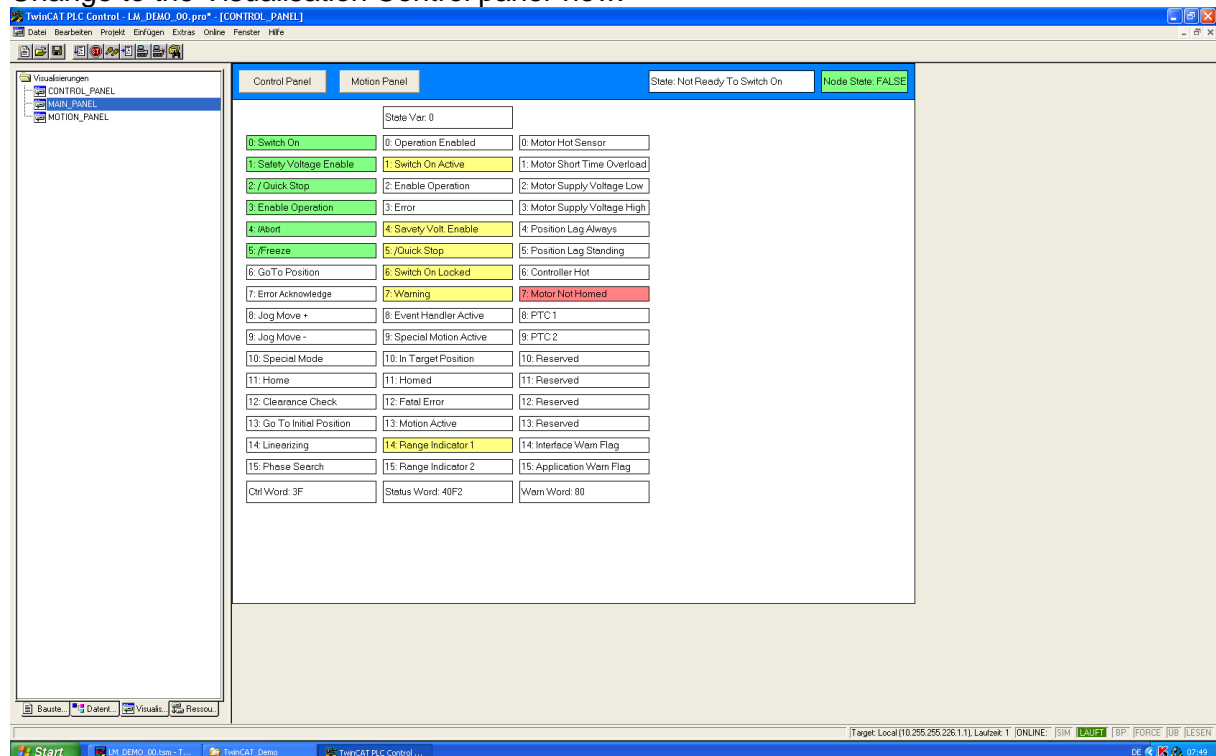 TwinCAT PLC Control - LM_DEMO_00.pro* - [CONTROL_PANEL]
Datei Bearbeiten Projekt Einfügen Extras Online Fenster Hilfe
Visualisierungen
CONTROL_PANEL
MAIN_PANEL
MOTION_PANEL
Control Panel Motion Panel State: Not Ready To Switch On Node State: FALSE
State Var: 0
0: Switch On 0: Operation Enabled 0: Motor Hot Sensor
1: Safety Voltage Enable 1: Switch On Active 1: Motor Short Time Overload
2: / Quick Stop 2: Enable Operation 2: Motor Supply Voltage Low
3: Enable Operation 3: Error 3: Motor Supply Voltage High
4: /Abort 4: Savety Volt. Enable 4: Position Lag Always
5: /Freeze 5: /Quick Stop 5: Position Lag Standing
6: GoTo Position 6: Switch On Locked 6: Controller Hot
7: Error Acknowledge 7: Warning 7: Motor Not Homed
8: Jog Move + 8: Event Handler Active 8: PTC 1
9: Jog Move - 9: Special Motion Active 9: PTC 2
10: Special Mode 10: In Target Position 10: Reserved
11: Home 11: Homed 11: Reserved
12: Clearance Check 12: Fatal Error 12: Reserved
13: Go To Initial Position 13: Motion Active 13: Reserved
14: Linearizing 14: Range Indicator 1 14: Interface Warn Flag
15: Phase Search 15: Range Indicator 2 15: Application Warn Flag
Ctrl Word: 3F Status Word: 40F2 Warn Word: 80
Bauste... Datent... Visualis... Ressou...
Target: Local (10.255.255.226.1.1), Laufzeit: 1 ONLINE: SIM LÄUFT BP FORCE ÜB LESEN
Start LM_DEMO_00.tsm - T... TwinCAT_Demo TwinCAT PLC Control ... DE 07:49